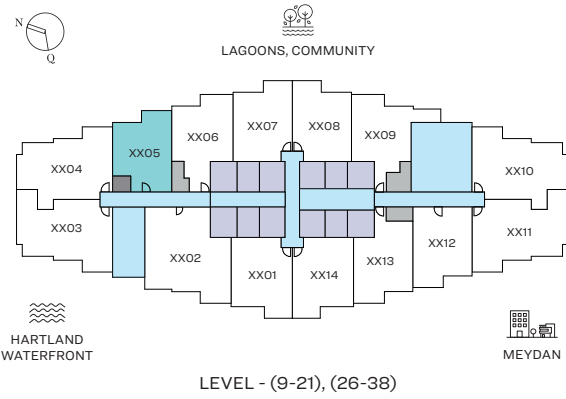 N
Q
LAGOONS, COMMUNITY
XX07
XX08
XX06
XX09
XX05
XX04
XX10
XX03
XX11
XX02
XX12
XX13
XX01
XX14
HARTLAND
WATERFRONT
MEYDAN
LEVEL - (9-21), (26-38)